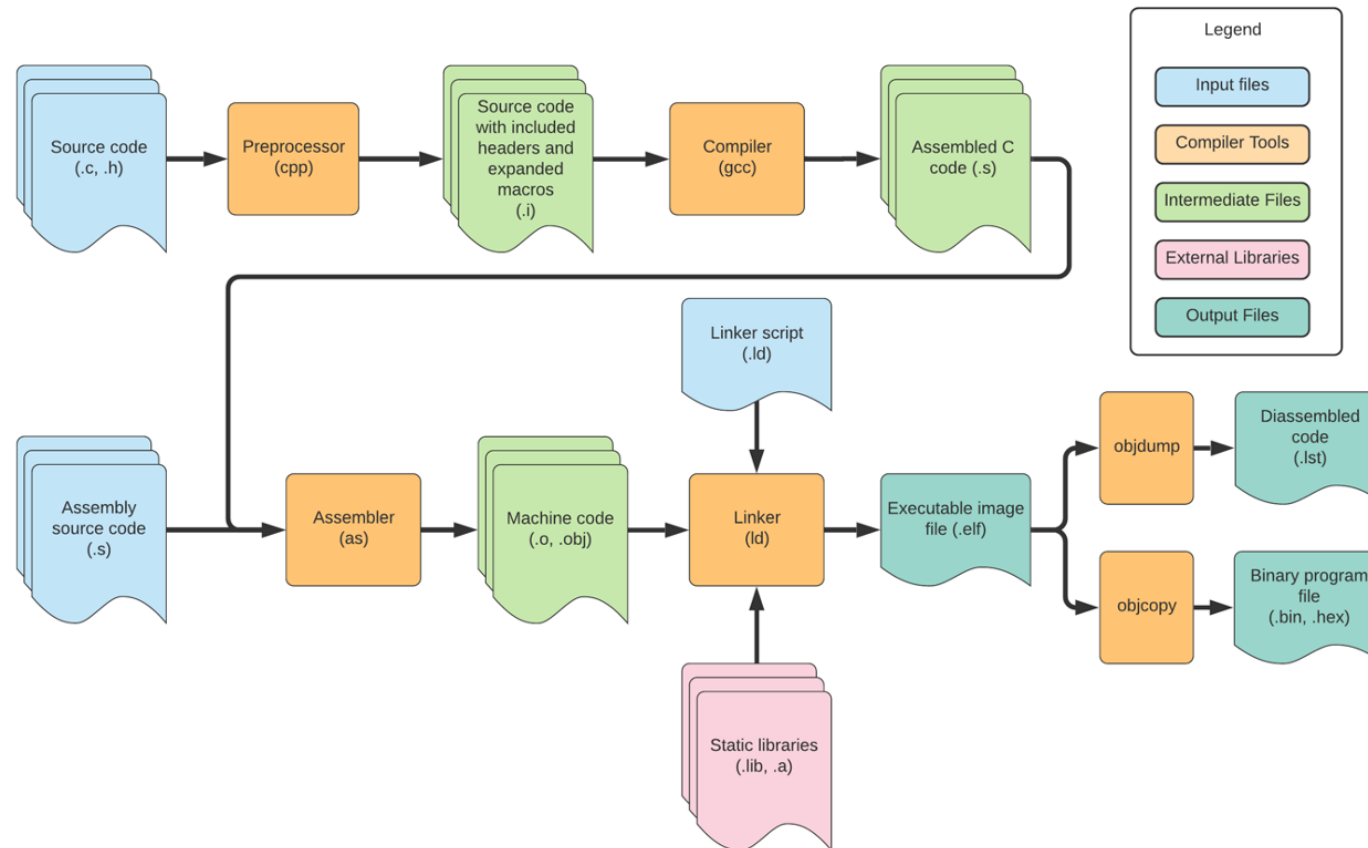 Legend
Input files
Compiler Tools
Intermediate Files
External Libraries
Output Files
Source code
(.c, .h)
Preprocessor
(cpp)
Source code
with included
headers and
expanded
macros
(.i)
Compiler
(gcc)
Assembled C
code (.s)
Linker script
(.ld)
Assembly
source code
(.s)
Assembler
(as)
Machine code
(.o, .obj)
Linker
(ld)
Executable image
file (.elf)
objdump
Diassembled
code
(.lst)
objcopy
Binary program
file
(.bin, .hex)
Static libraries
(.lib, .a)